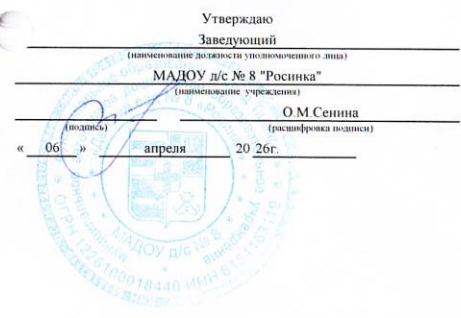 Утверждаю
Заведующий
(наименование должности уполномоченного лица)
МАДОУ д/с № 8 "Росинка"
(наименование учреждения)
О.М.Сенина
(подпись) (расшифровка подписи)
« 06 » апреля 20 26г.
МАДОУ д/с № 8
ОГРН 1226100018440 ИНН